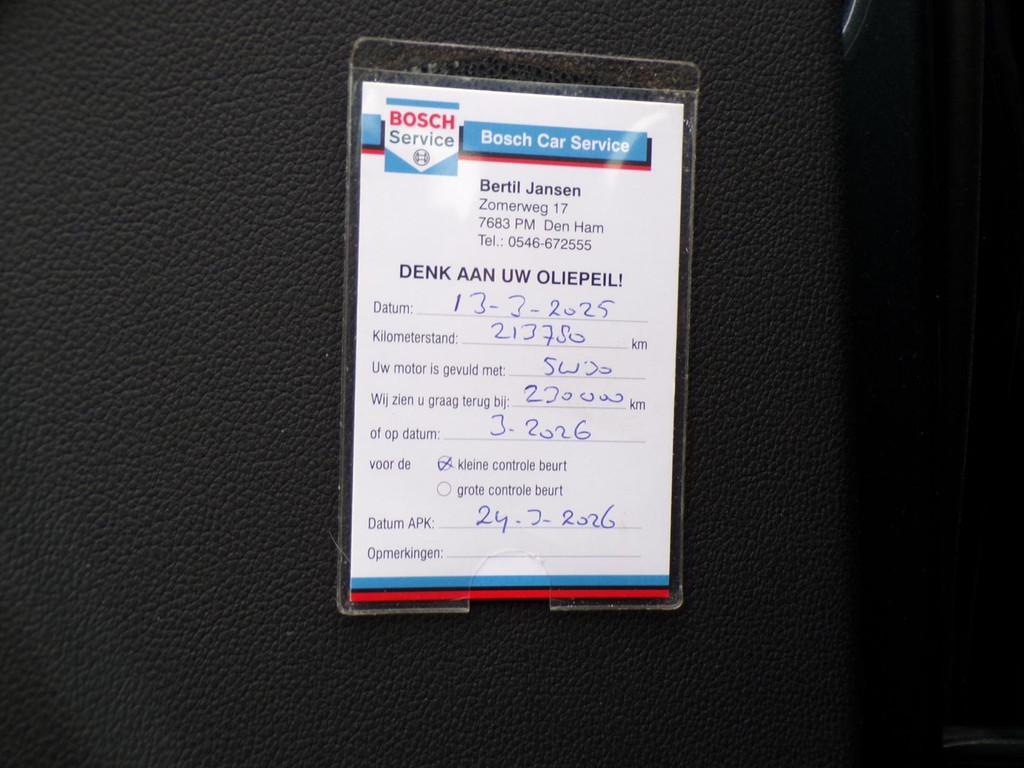 BOSCH
Service
Bosch Car Service
Bertil Jansen
Zomerweg 17
7683 PM Den Ham
Tel.: 0546-672555
DENK AAN UW OLIEPEIL!
Datum: 13-3-2025
Kilometerstand: 213780 km
Uw motor is gevuld met: 5W30
Wij zien u graag terug bij: 230000 km
of op datum: 3-2026
voor de kleine controle beurt
grote controle beurt
Datum APK: 24-3-2026
Opmerkingen: